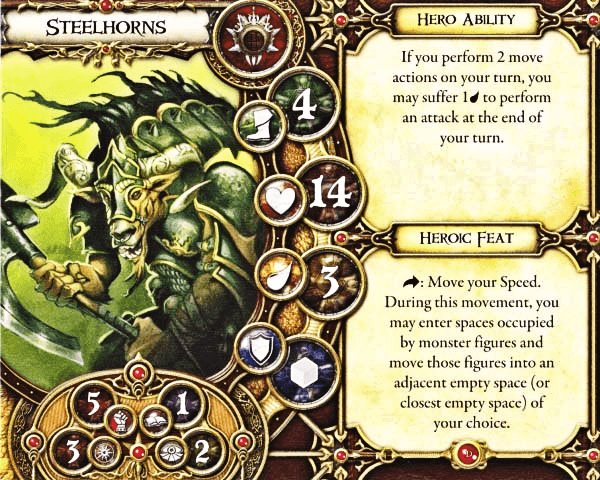 Steelhorns
4
14
3
5
1
3
2
Hero Ability
If you perform 2 move
actions on your turn, you
may suffer 1 to perform
an attack at the end of
your turn.
Heroic Feat
: Move your Speed.
During this movement, you
may enter spaces occupied
by monster figures and
move those figures into an
adjacent empty space (or
closest empty space) of
your choice.